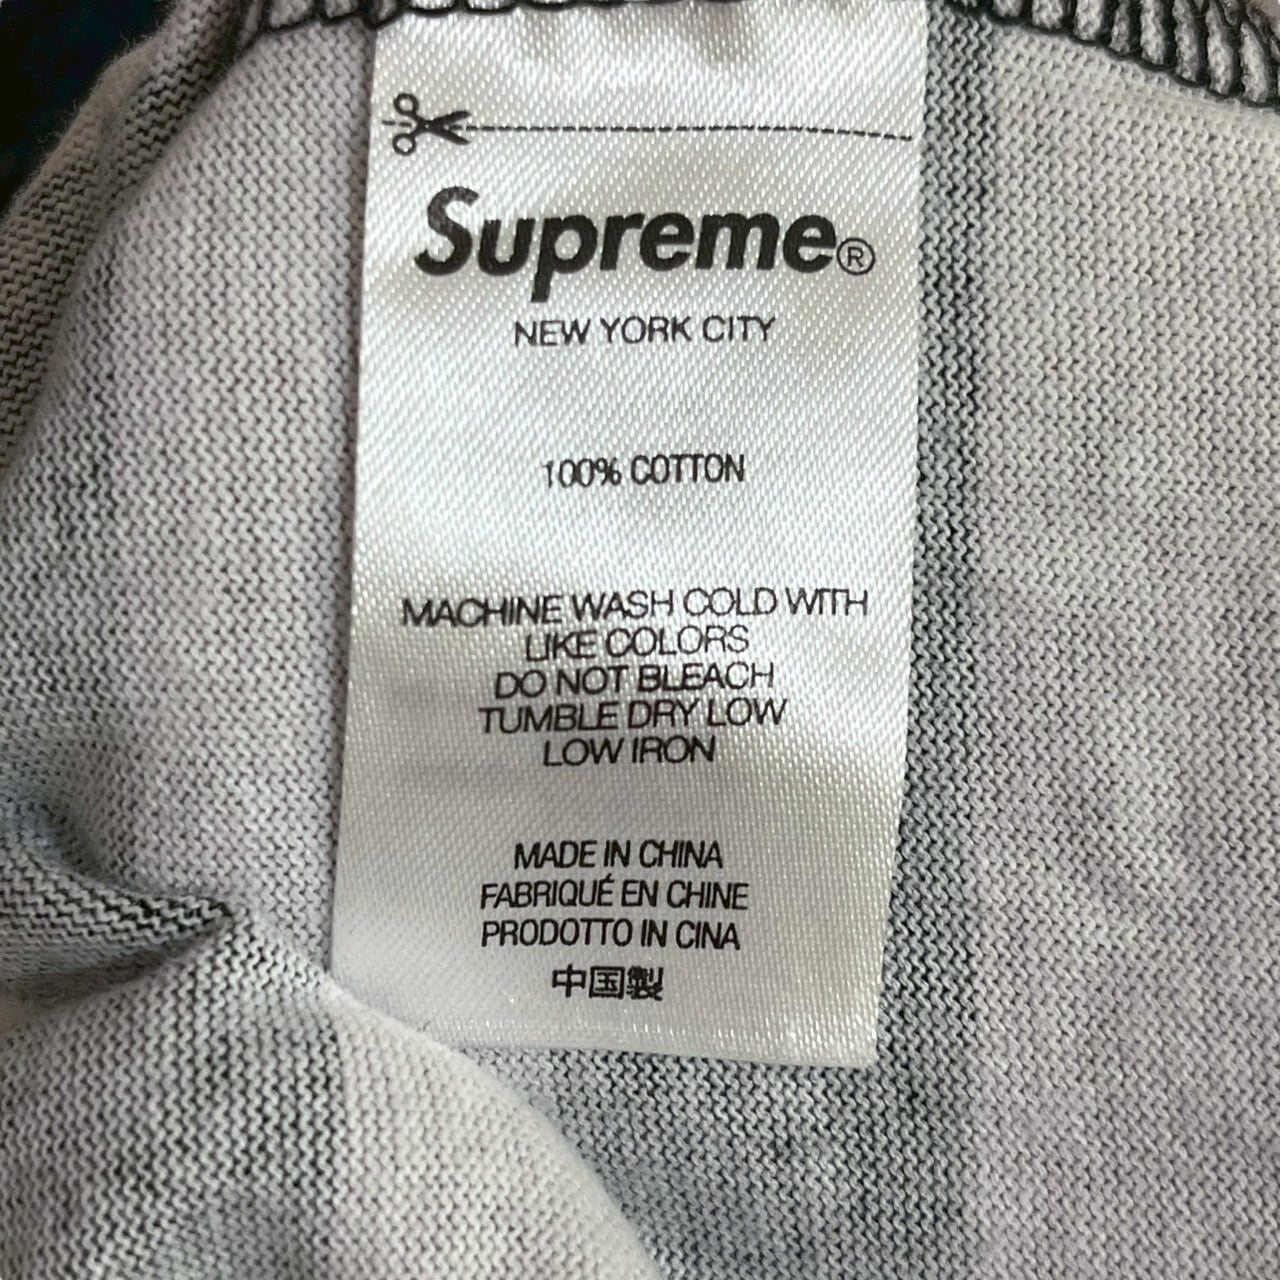 Supreme®
NEW YORK CITY
100% COTTON
MACHINE WASH COLD WITH
LIKE COLORS
DO NOT BLEACH
TUMBLE DRY LOW
LOW IRON
MADE IN CHINA
FABRIQUÉ EN CHINE
PRODOTTO IN CINA
中国製